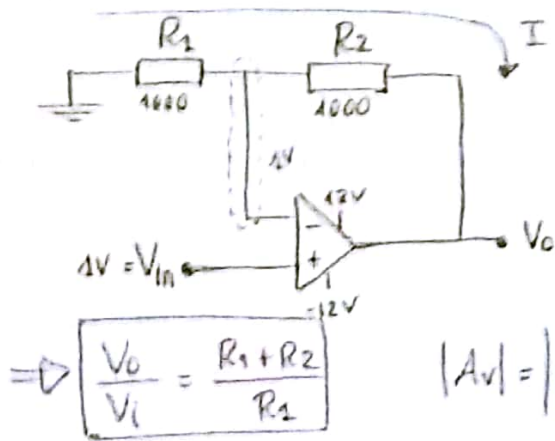 R1 R2 I
1000 1000
1V
12V
1V = Vin - + Vo
-12V
⇒ Vo/Vi = (R1 + R2)/R1 |Av| = |